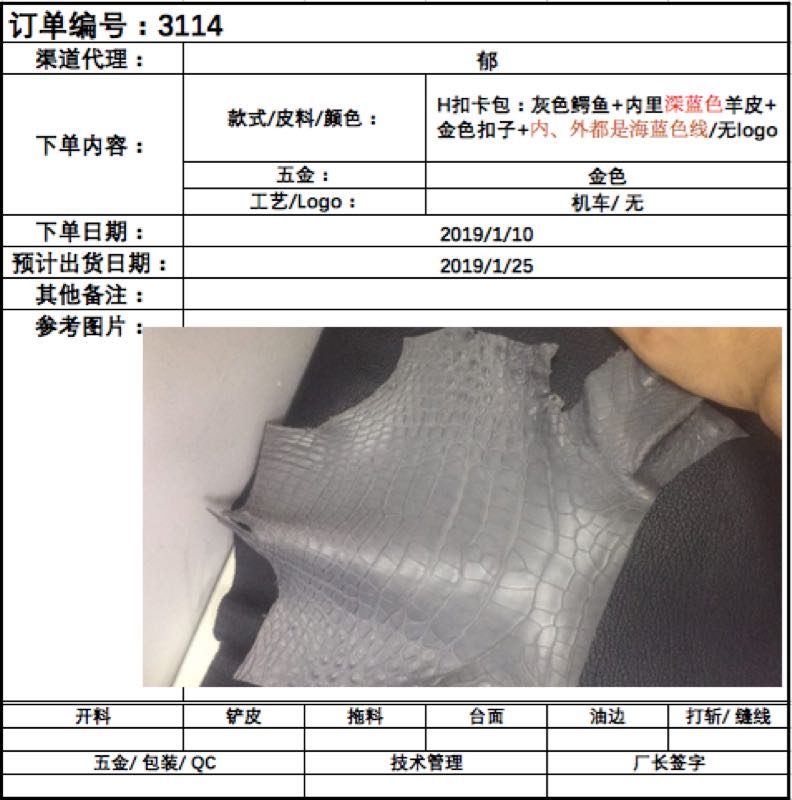 订单编号：3114
渠道代理：
郁
下单内容：
款式/皮料/颜色：
H扣卡包：灰色鳄鱼+内里深蓝色羊皮+
金色扣子+内、外都是海蓝色线/无logo
五金：
金色
工艺/Logo：
机车/ 无
下单日期：
2019/1/10
预计出货日期：
2019/1/25
其他备注：
参考图片：
开料
铲皮
拖料
台面
油边
打斩/ 缝线
五金/ 包装/ QC
技术管理
厂长签字